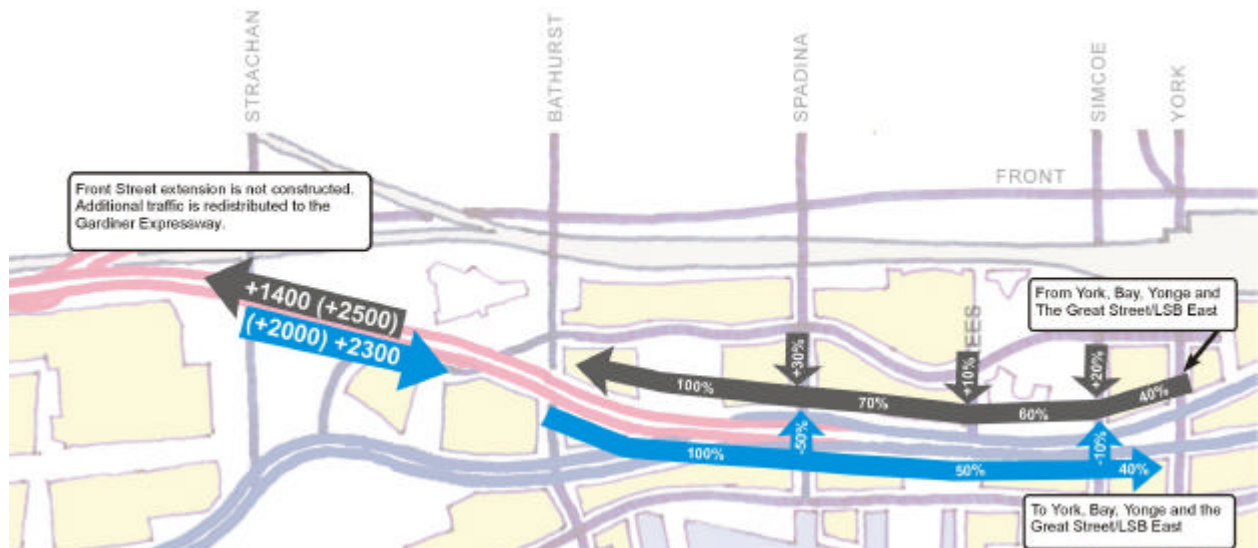 STRACHAN
BATHURST
SPADINA
SIMCOE
YORK
FRONT
Front Street extension is not constructed.
Additional traffic is redistributed to the
Gardiner Expressway.
+1400 (+2500)
(+2000) +2300
From York, Bay, Yonge and
The Great Street/LSB East
EES
+30%
+10%
+20%
100%
70%
60%
40%
-50%
-10%
100%
50%
40%
To York, Bay, Yonge and the
Great Street/LSB East